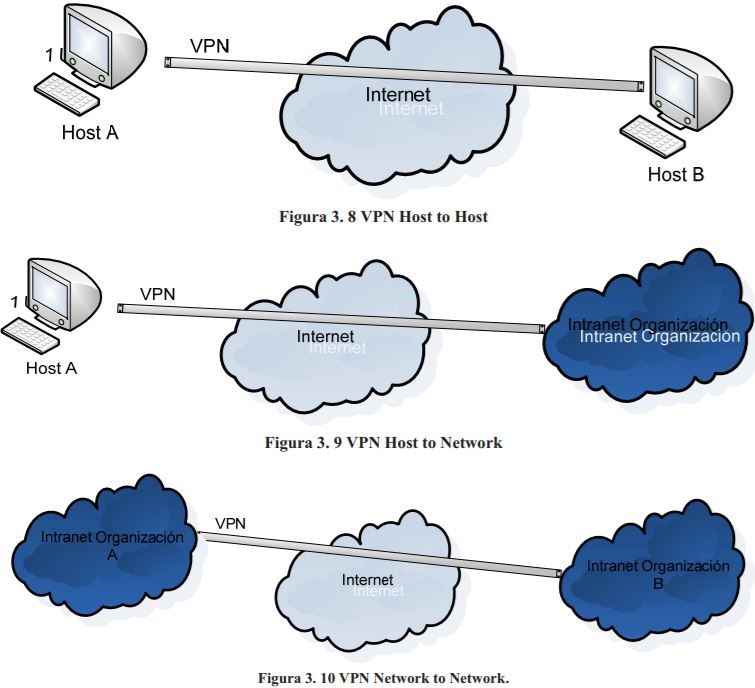 VPN
1
Internet
Internet
Host A
Host B
Figura 3. 8 VPN Host to Host
VPN
1
Internet
Internet
Intranet Organización
Intranet Organización
Host A
Figura 3. 9 VPN Host to Network
VPN
Intranet Organización
A
Internet
Internet
Intranet Organización
B
Figura 3. 10 VPN Network to Network.